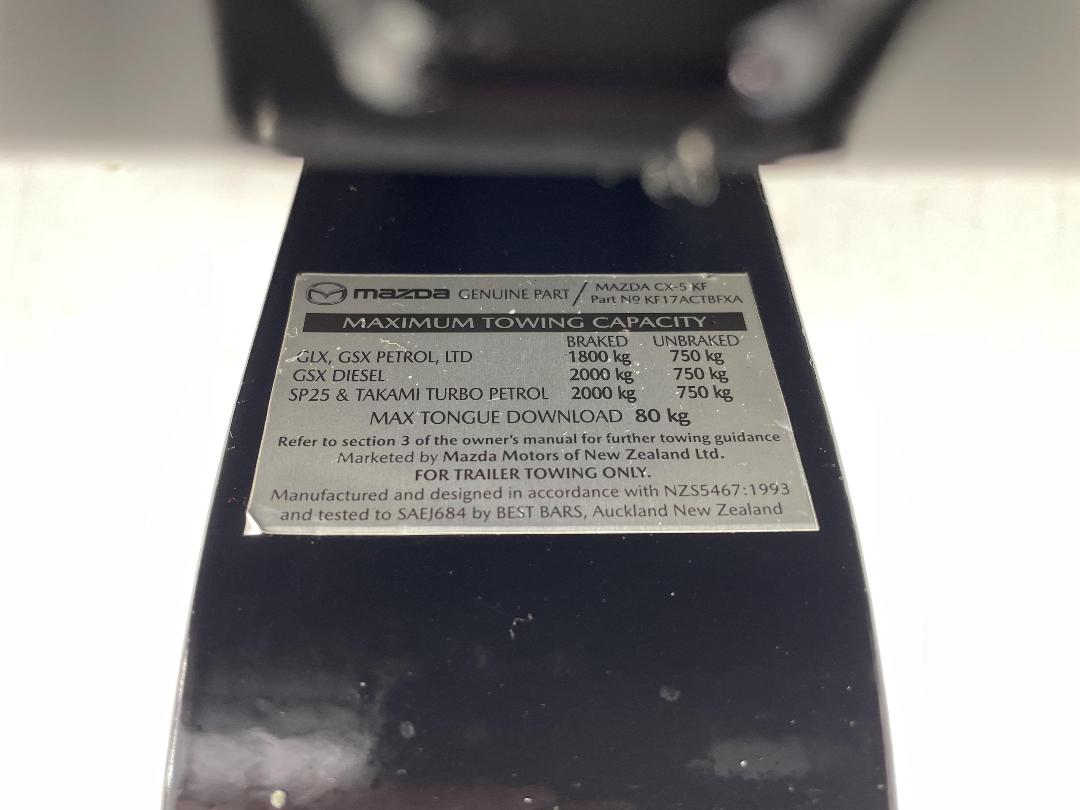 mazda GENUINE PART / MAZDA CX-5 KF
Part Nº KF17ACTBFXA
MAXIMUM TOWING CAPACITY
BRAKED UNBRAKED
GLX, GSX PETROL, LTD 1800 kg 750 kg
GSX DIESEL 2000 kg 750 kg
SP25 & TAKAMI TURBO PETROL 2000 kg 750 kg
MAX TONGUE DOWNLOAD 80 kg
Refer to section 3 of the owner's manual for further towing guidance
Marketed by Mazda Motors of New Zealand Ltd.
FOR TRAILER TOWING ONLY.
Manufactured and designed in accordance with NZS5467:1993
and tested to SAEJ684 by BEST BARS, Auckland New Zealand